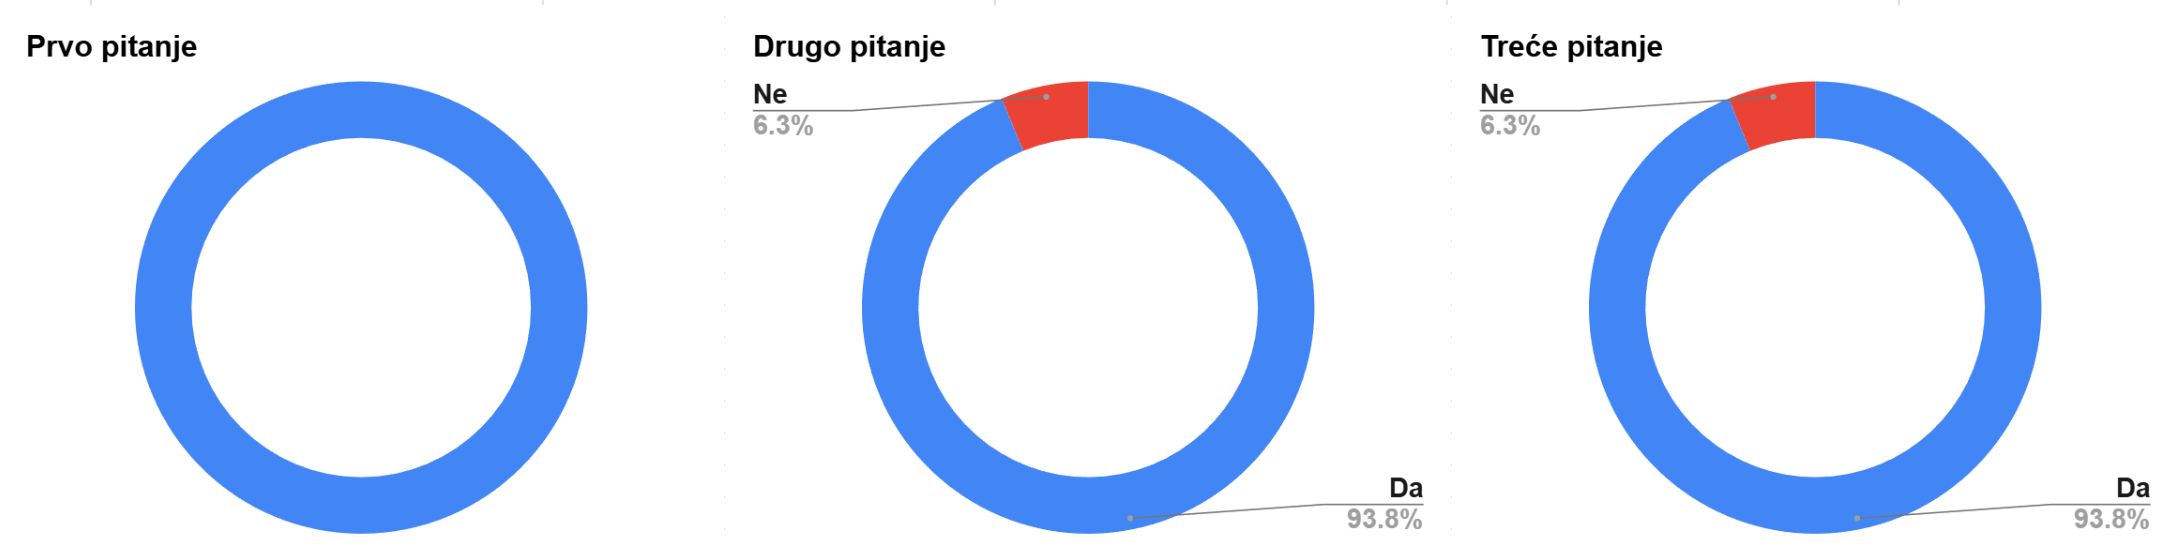 Prvo pitanje
Drugo pitanje
Ne
6.3%
Da
93.8%
Treće pitanje
Ne
6.3%
Da
93.8%